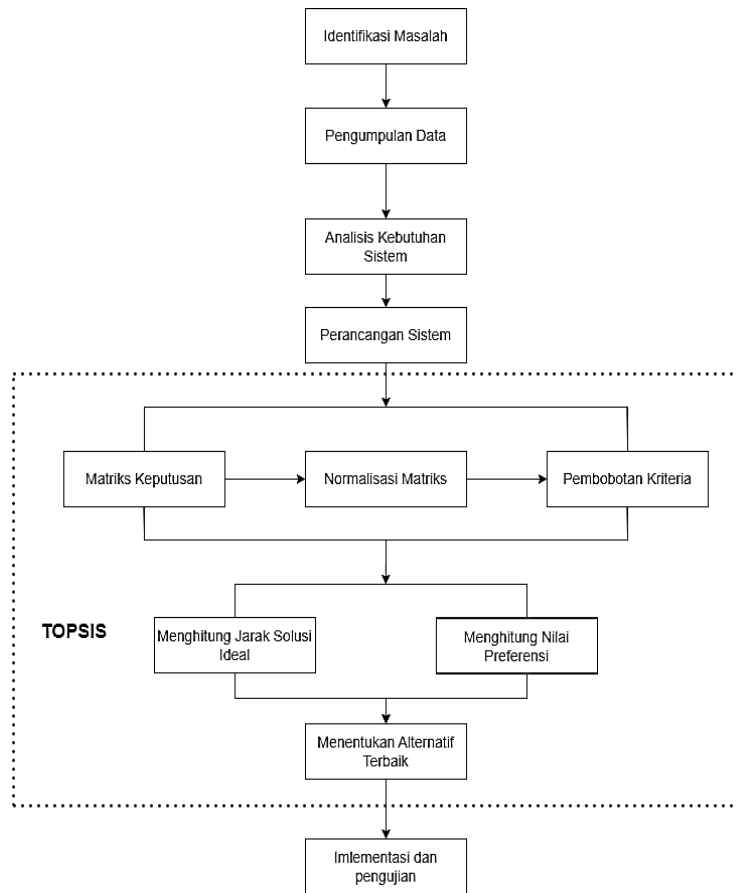 Identifikasi Masalah
Pengumpulan Data
Analisis Kebutuhan
Sistem
Perancangan Sistem
Matriks Keputusan
Normalisasi Matriks
Pembobotan Kriteria
TOPSIS
Menghitung Jarak Solusi
Ideal
Menghitung Nilai
Preferensi
Menentukan Alternatif
Terbaik
Imlementasi dan
pengujian